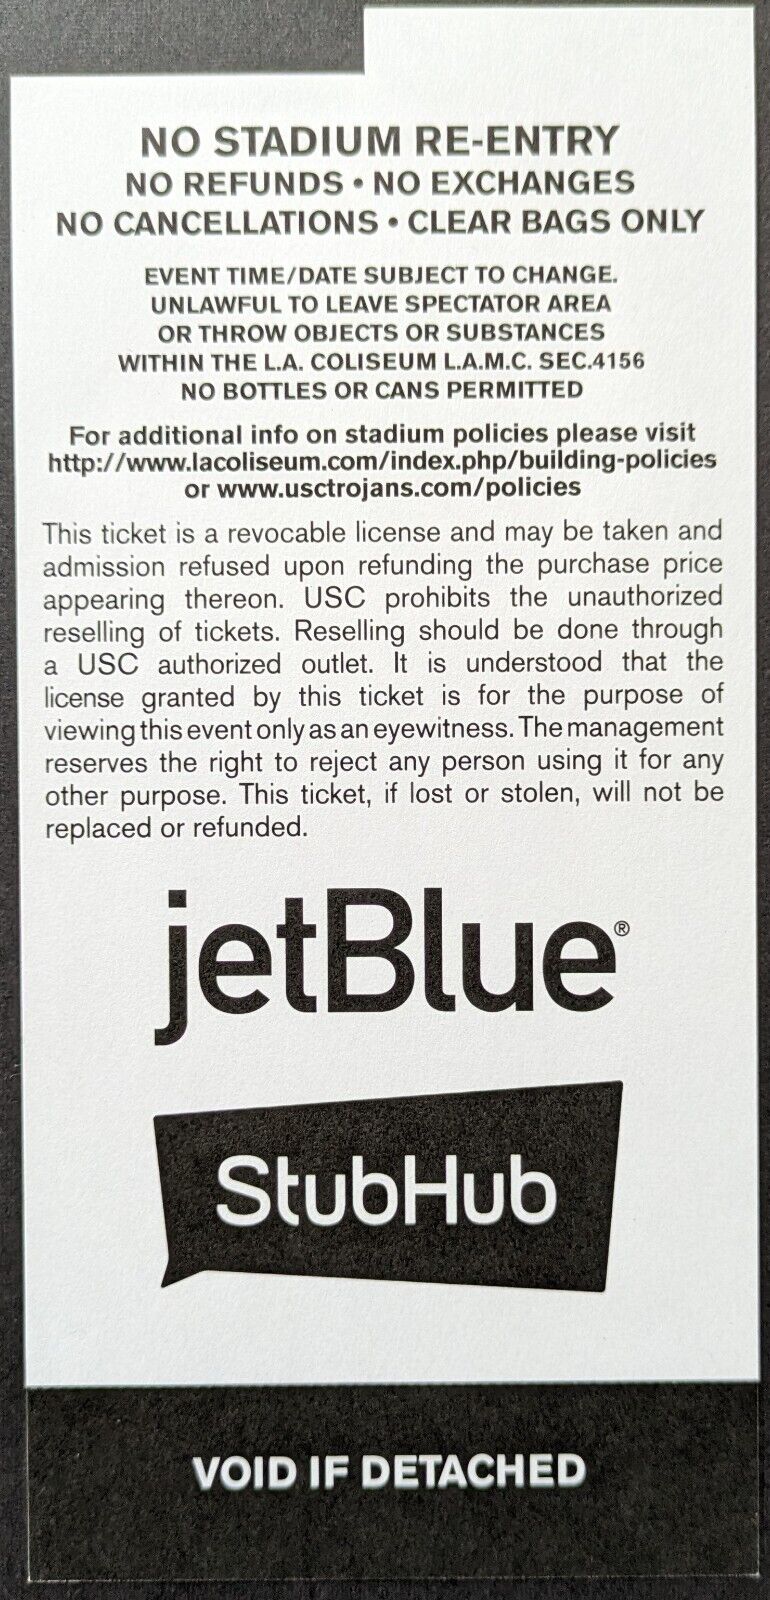 NO STADIUM RE-ENTRY
NO REFUNDS • NO EXCHANGES
NO CANCELLATIONS • CLEAR BAGS ONLY
EVENT TIME/DATE SUBJECT TO CHANGE.
UNLAWFUL TO LEAVE SPECTATOR AREA
OR THROW OBJECTS OR SUBSTANCES
WITHIN THE L.A. COLISEUM L.A.M.C. SEC.4156
NO BOTTLES OR CANS PERMITTED
For additional info on stadium policies please visit
http://www.lacoliseum.com/index.php/building-policies
or www.usctrojans.com/policies
This ticket is a revocable license and may be taken and
admission refused upon refunding the purchase price
appearing thereon. USC prohibits the unauthorized
reselling of tickets. Reselling should be done through
a USC authorized outlet. It is understood that the
license granted by this ticket is for the purpose of
viewing this event only as an eyewitness. The management
reserves the right to reject any person using it for any
other purpose. This ticket, if lost or stolen, will not be
replaced or refunded.
jetBlue®
StubHub
VOID IF DETACHED